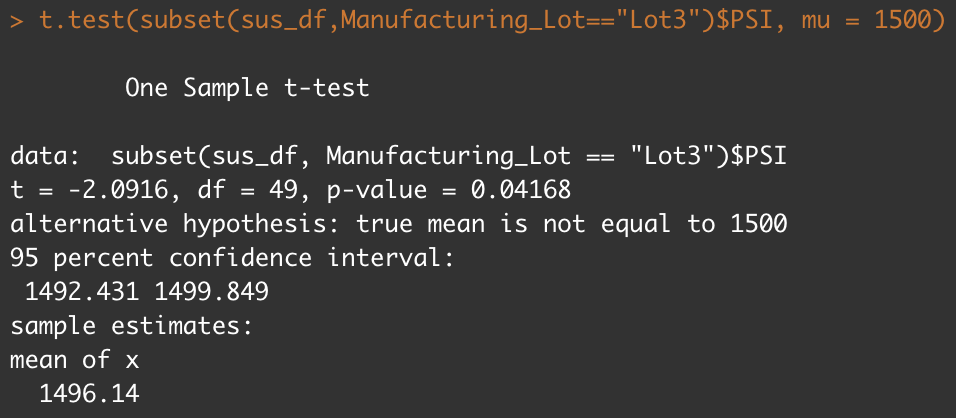 > t.test(subset(sus_df,Manufacturing_Lot=="Lot3")$PSI, mu = 1500)
One Sample t-test
data:  subset(sus_df, Manufacturing_Lot == "Lot3")$PSI
t = -2.0916, df = 49, p-value = 0.04168
alternative hypothesis: true mean is not equal to 1500
95 percent confidence interval:
1492.431 1499.849
sample estimates:
mean of x
1496.14